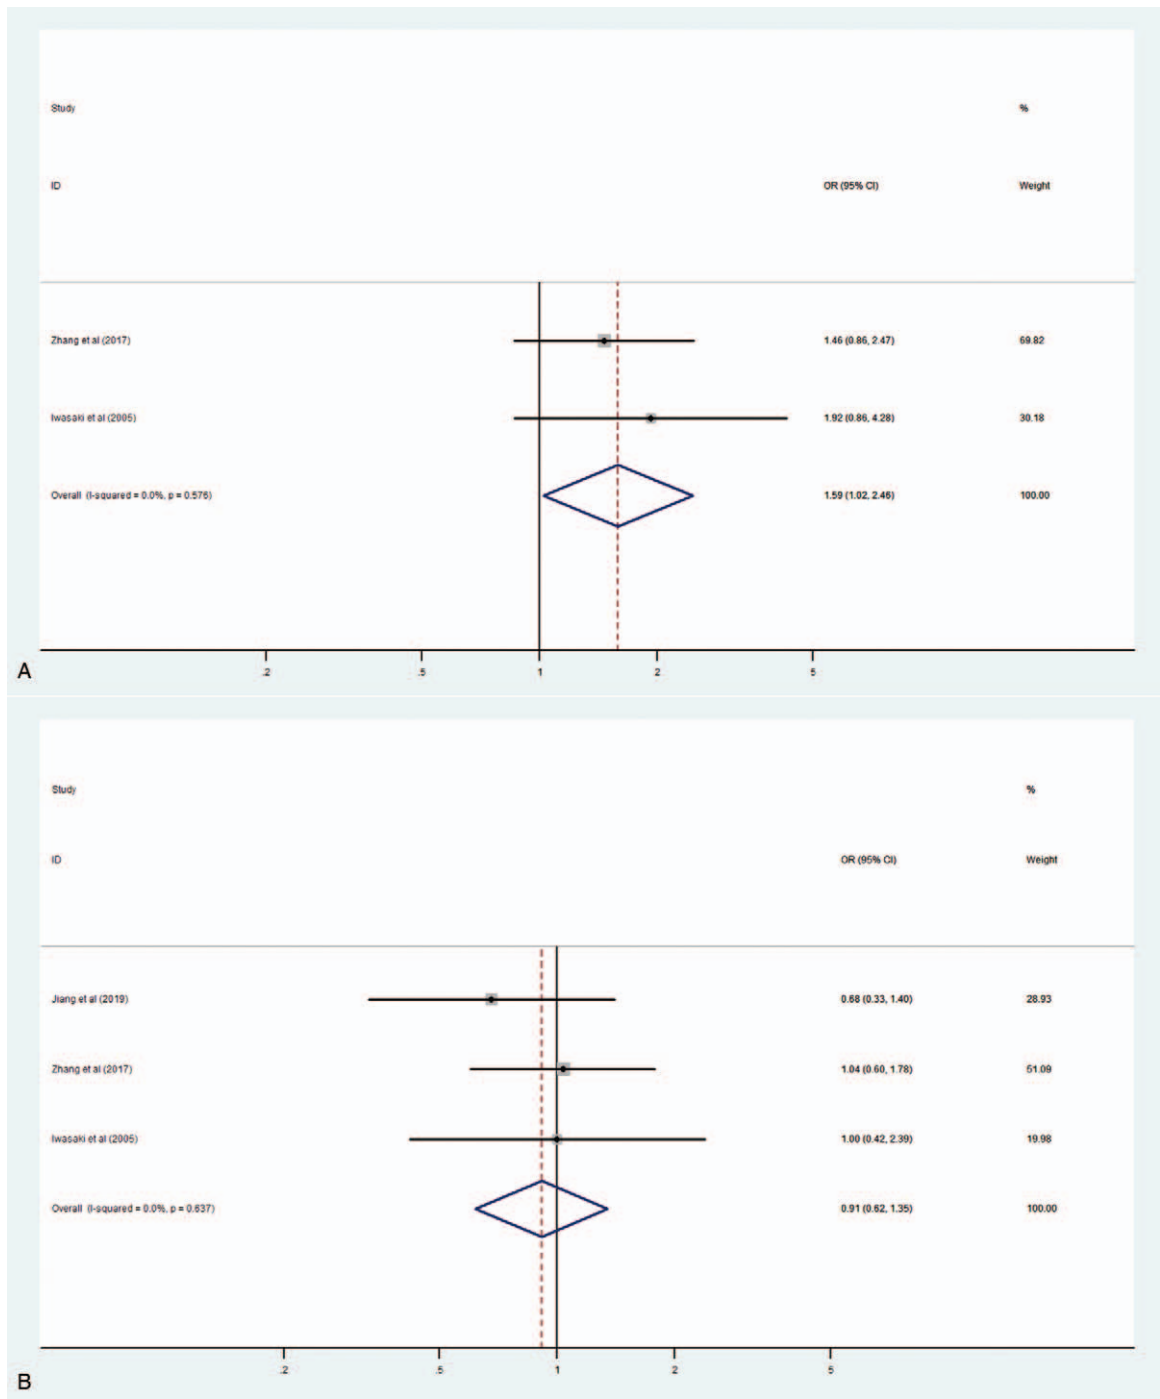 Study %
ID OR (95% CI) Weight
Zhang et al (2017) 1.46 (0.86, 2.47) 69.82
Iwasaki et al (2005) 1.92 (0.86, 4.28) 30.18
Overall (I-squared = 0.0%, p = 0.576) 1.59 (1.02, 2.46) 100.00
.2 .5 1 2 5
A
Study %
ID OR (95% CI) Weight
Jiang et al (2019) 0.68 (0.33, 1.40) 28.93
Zhang et al (2017) 1.04 (0.60, 1.78) 51.09
Iwasaki et al (2005) 1.00 (0.42, 2.39) 19.98
Overall (I-squared = 0.0%, p = 0.637) 0.91 (0.62, 1.35) 100.00
.2 .5 1 2 5
B